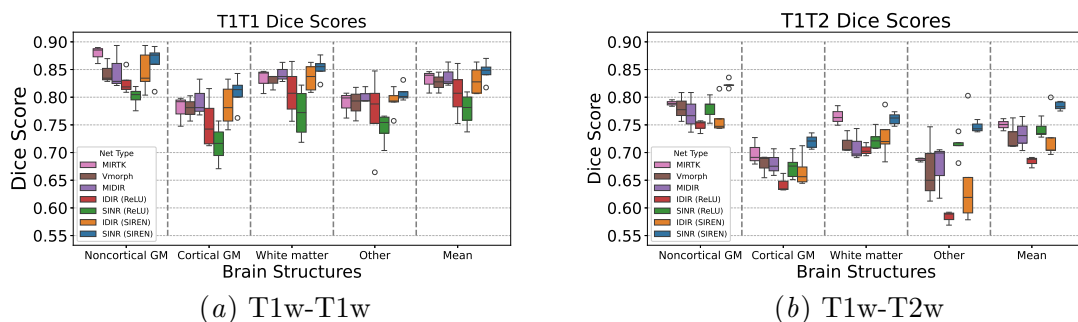 T1T1 Dice Scores
0.90
0.85
0.80
0.75
0.70
0.65
0.60
0.55
Dice Score
Net Type
MIRTK
Vmorph
MIDIR
IDIR (ReLU)
SINR (ReLU)
IDIR (SIREN)
SINR (SIREN)
Noncortical GM Cortical GM White matter Other Mean
Brain Structures
(a) T1w-T1w
T1T2 Dice Scores
0.90
0.85
0.80
0.75
0.70
0.65
0.60
0.55
Dice Score
Net Type
MIRTK
Vmorph
MIDIR
IDIR (ReLU)
SINR (ReLU)
IDIR (SIREN)
SINR (SIREN)
Noncortical GM Cortical GM White matter Other Mean
Brain Structures
(b) T1w-T2w